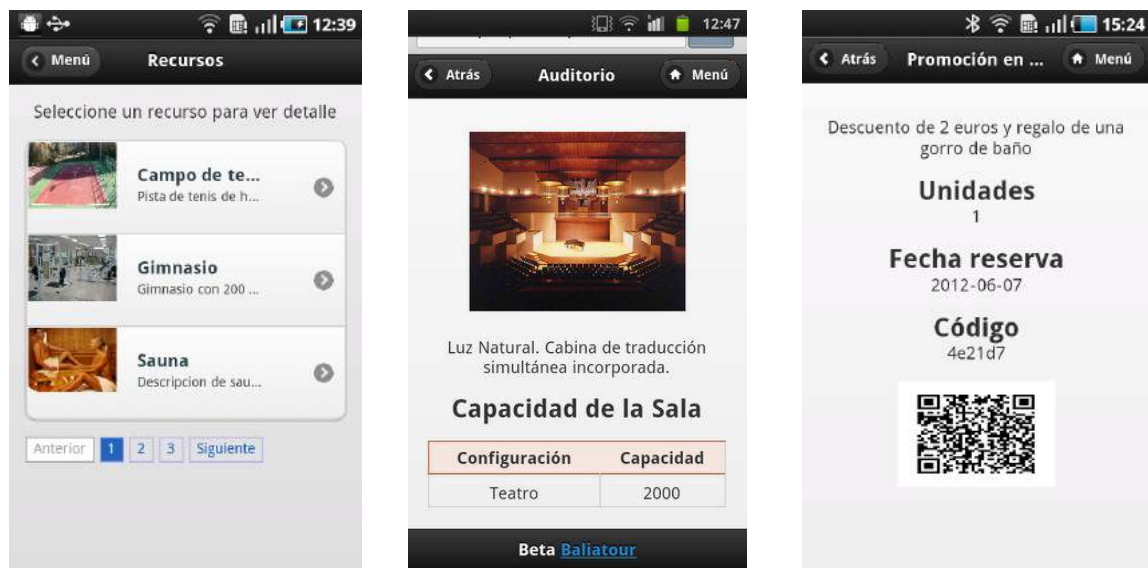 12:39
Menú
Recursos
Seleccione un recurso para ver detalle
Campo de te...
Pista de tenis de h...
Gimnasio
Gimnasio con 200 ...
Sauna
Descripcion de sau...
Anterior 1 2 3 Siguiente
12:47
Atrás
Auditorio
Menú
Luz Natural. Cabina de traducción
simultánea incorporada.
Capacidad de la Sala
Configuración Capacidad
Teatro 2000
Beta Baliatour
15:24
Atrás
Promoción en ...
Menú
Descuento de 2 euros y regalo de una
gorro de baño
Unidades
1
Fecha reserva
2012-06-07
Código
4e21d7